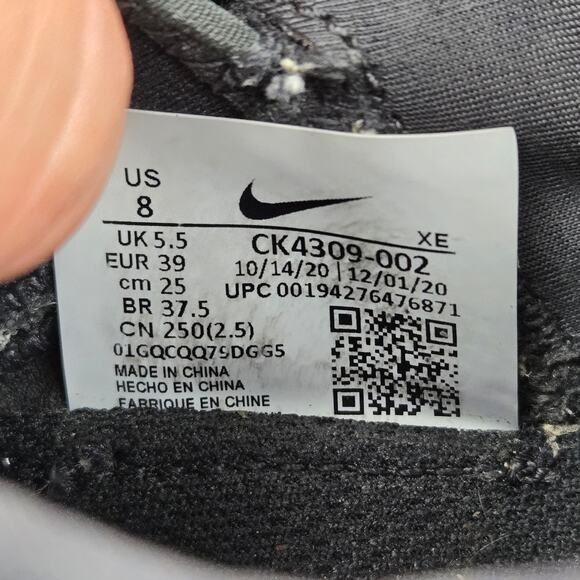 US
8
XE
UK 5.5
EUR 39
cm 25
BR 37.5
CN 250(2.5)
CK4309-002
10/14/20 | 12/01/20
UPC 00194276476871
MADE IN CHINA
HECHO EN CHINA
FABRIQUE EN CHINE